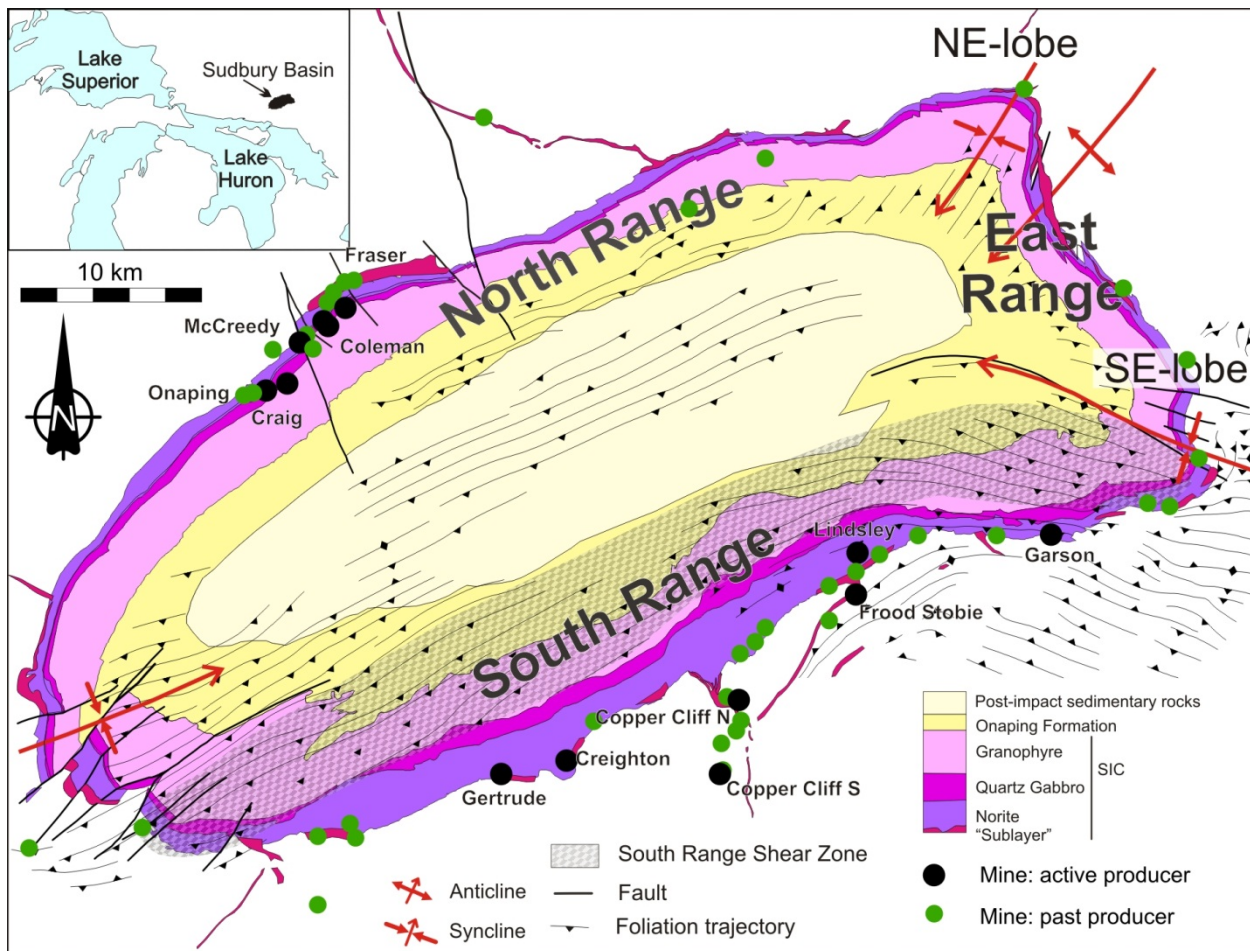 Lake
Superior
Sudbury Basin
Lake
Huron
NE-lobe
10 km
N
North Range
East
Range
SE-lobe
South Range
Fraser
McCreedy
Coleman
Onaping
Craig
Lindsley
Garson
Frood Stobie
Copper Cliff N
Creighton
Gertrude
Copper Cliff S
Post-impact sedimentary rocks
Onaping Formation
Granophyre
SIC
Quartz Gabbro
Norite
"Sublayer"
South Range Shear Zone
Anticline
Fault
Syncline
Foliation trajectory
Mine: active producer
Mine: past producer